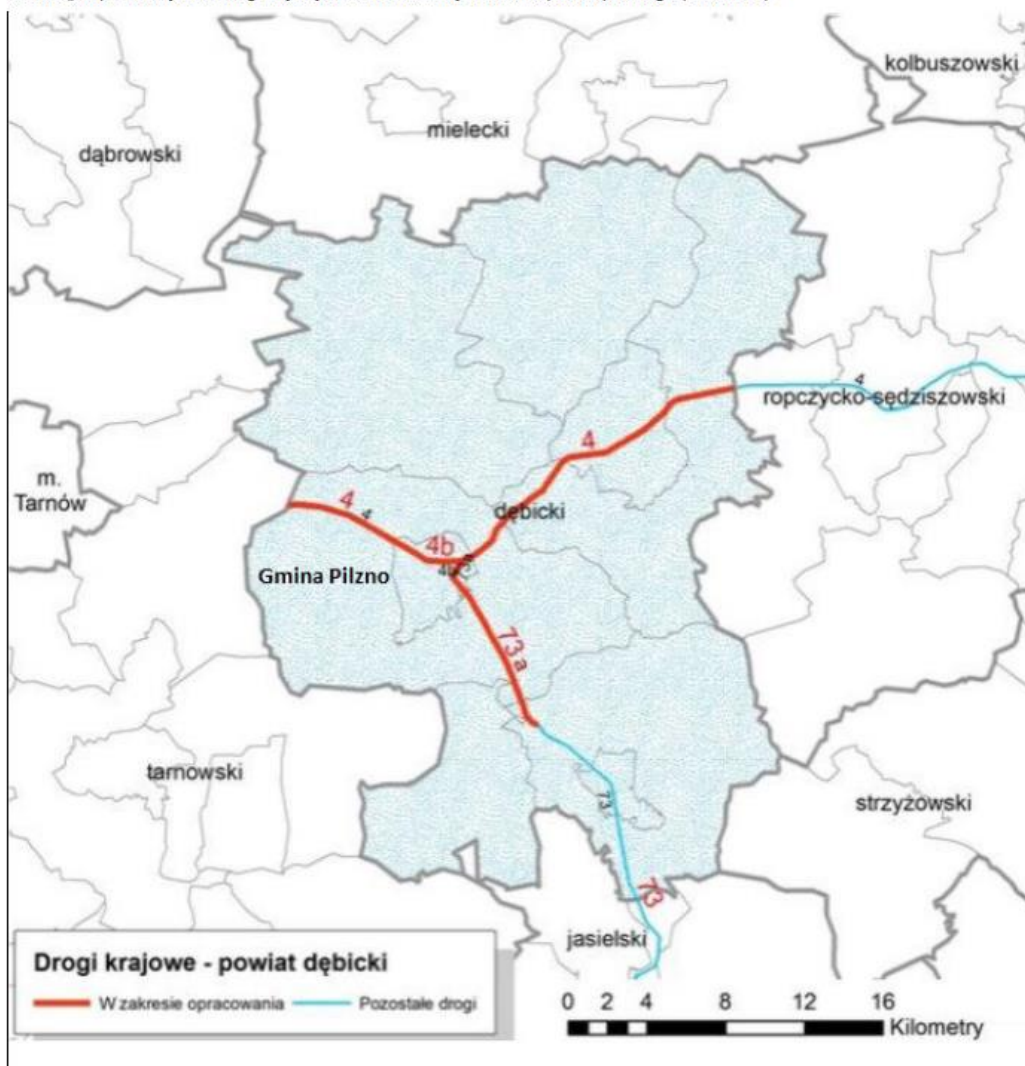 kolbuszowski
mielecki
dąbrowski
4
ropczycko-sędziszowski
4
m.
Tarnów
4
4
dębicki
4b
Gmina Pilzno
73a
tarnowski
73
strzyżowski
73
jasielski
Drogi krajowe - powiat dębicki
W zakresie opracowania
Pozostałe drogi
0 2 4 8 12 16
Kilometry